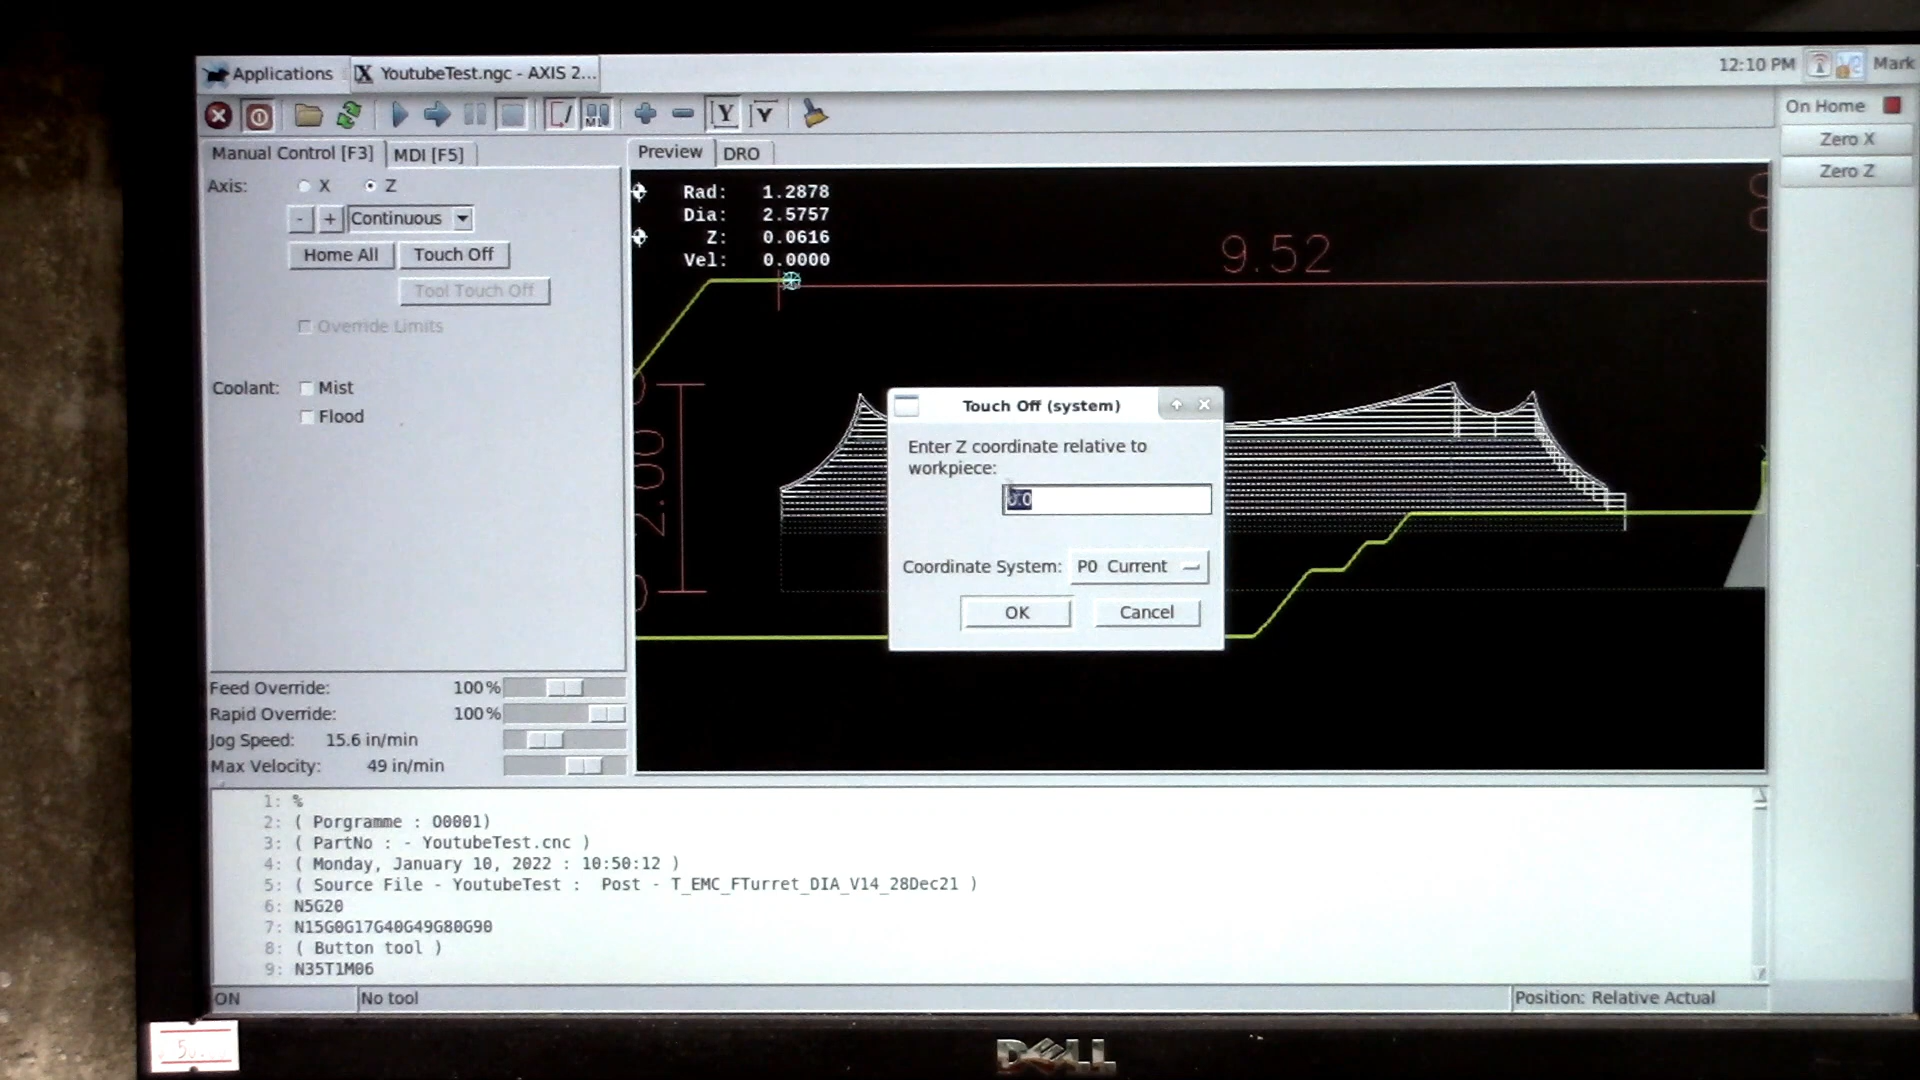 Applications
YoutubeTest.ngc - AXIS 2...
12:10 PM
Mark
On Home
Zero X
Zero Z
Manual Control [F3]
MDI [F5]
Preview
DRO
Axis:
X
Z
-
+
Continuous
Home All
Touch Off
Tool Touch Off
Override Limits
Coolant:
Mist
Flood
Rad: 1.2878
Dia: 2.5757
Z: 0.0616
Vel: 0.0000
9.52
2.00
Touch Off (system)
Enter Z coordinate relative to
workpiece:
0.0
Coordinate System: P0 Current
OK
Cancel
Feed Override: 100%
Rapid Override: 100%
Jog Speed: 15.6 in/min
Max Velocity: 49 in/min
1: %
2: ( Porgramme : O0001)
3: ( PartNo : - YoutubeTest.cnc )
4: ( Monday, January 10, 2022 : 10:50:12 )
5: ( Source File - YoutubeTest : Post - T_EMC_FTurret_DIA_V14_28Dec21 )
6: N5G20
7: N15G0G17G40G49G80G90
8: ( Button tool )
9: N35T1M06
ON
No tool
Position: Relative Actual
DELL